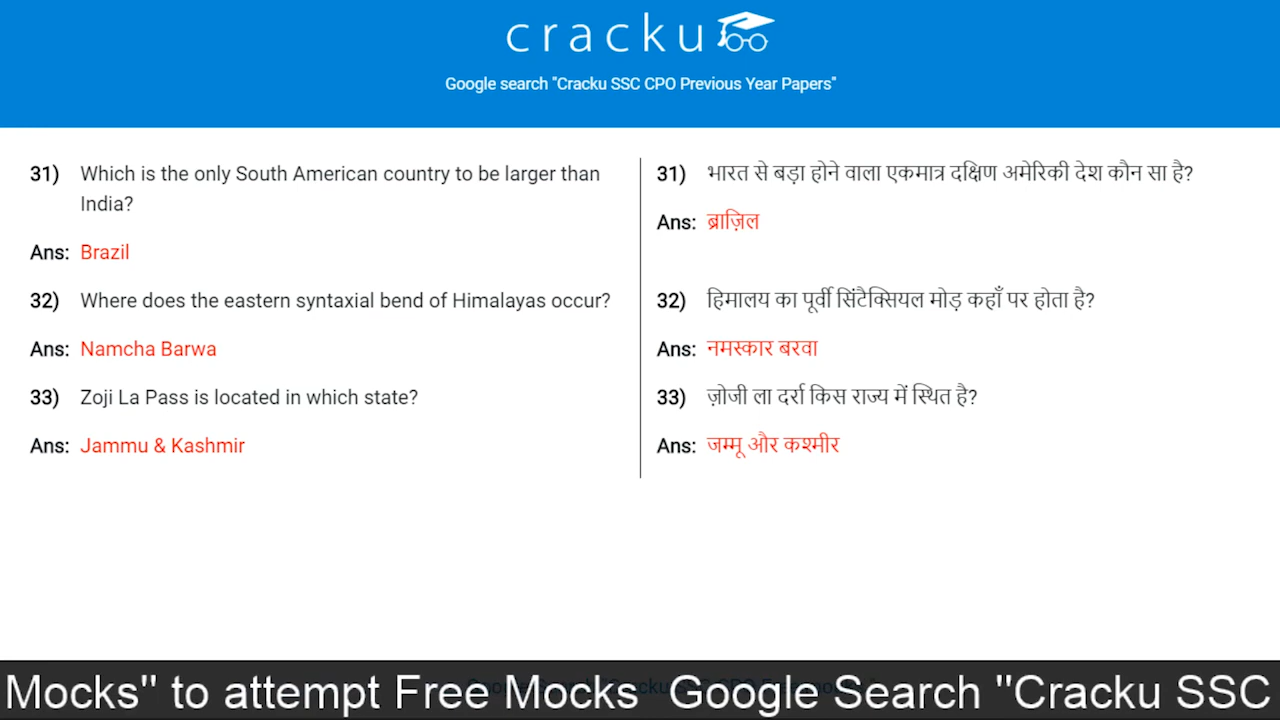 cracku
Google search "Cracku SSC CPO Previous Year Papers"
31) Which is the only South American country to be larger than
India?
Ans: Brazil
32) Where does the eastern syntaxial bend of Himalayas occur?
Ans: Namcha Barwa
33) Zoji La Pass is located in which state?
Ans: Jammu & Kashmir
31) भारत से बड़ा होने वाला एकमात्र दक्षिण अमेरिकी देश कौन सा है?
Ans: ब्राज़िल
32) हिमालय का पूर्वी सिंटैक्सियल मोड़ कहाँ पर होता है?
Ans: नमस्कार बरवा
33) ज़ोजी ला दर्रा किस राज्य में स्थित है?
Ans: जम्मू और कश्मीर
Mocks" to attempt Free Mocks Google Search "Cracku SSC